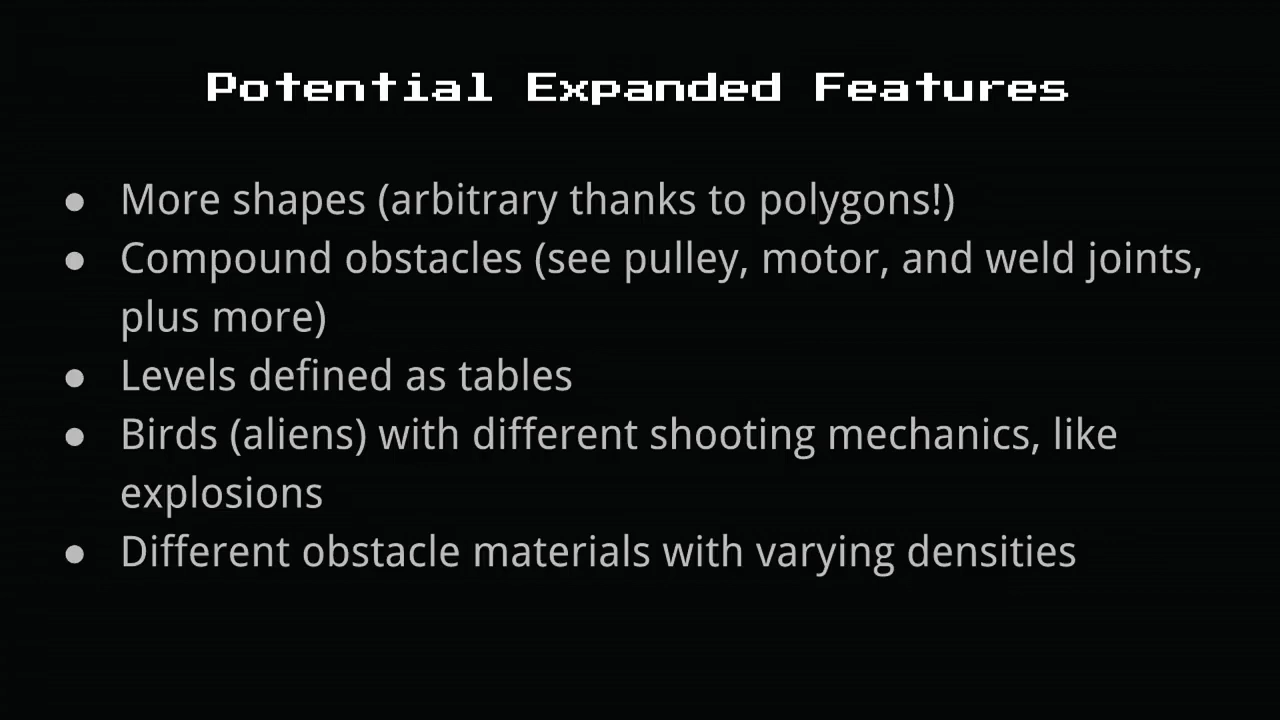 Potential Expanded Features
● More shapes (arbitrary thanks to polygons!)
● Compound obstacles (see pulley, motor, and weld joints,
plus more)
● Levels defined as tables
● Birds (aliens) with different shooting mechanics, like
explosions
● Different obstacle materials with varying densities